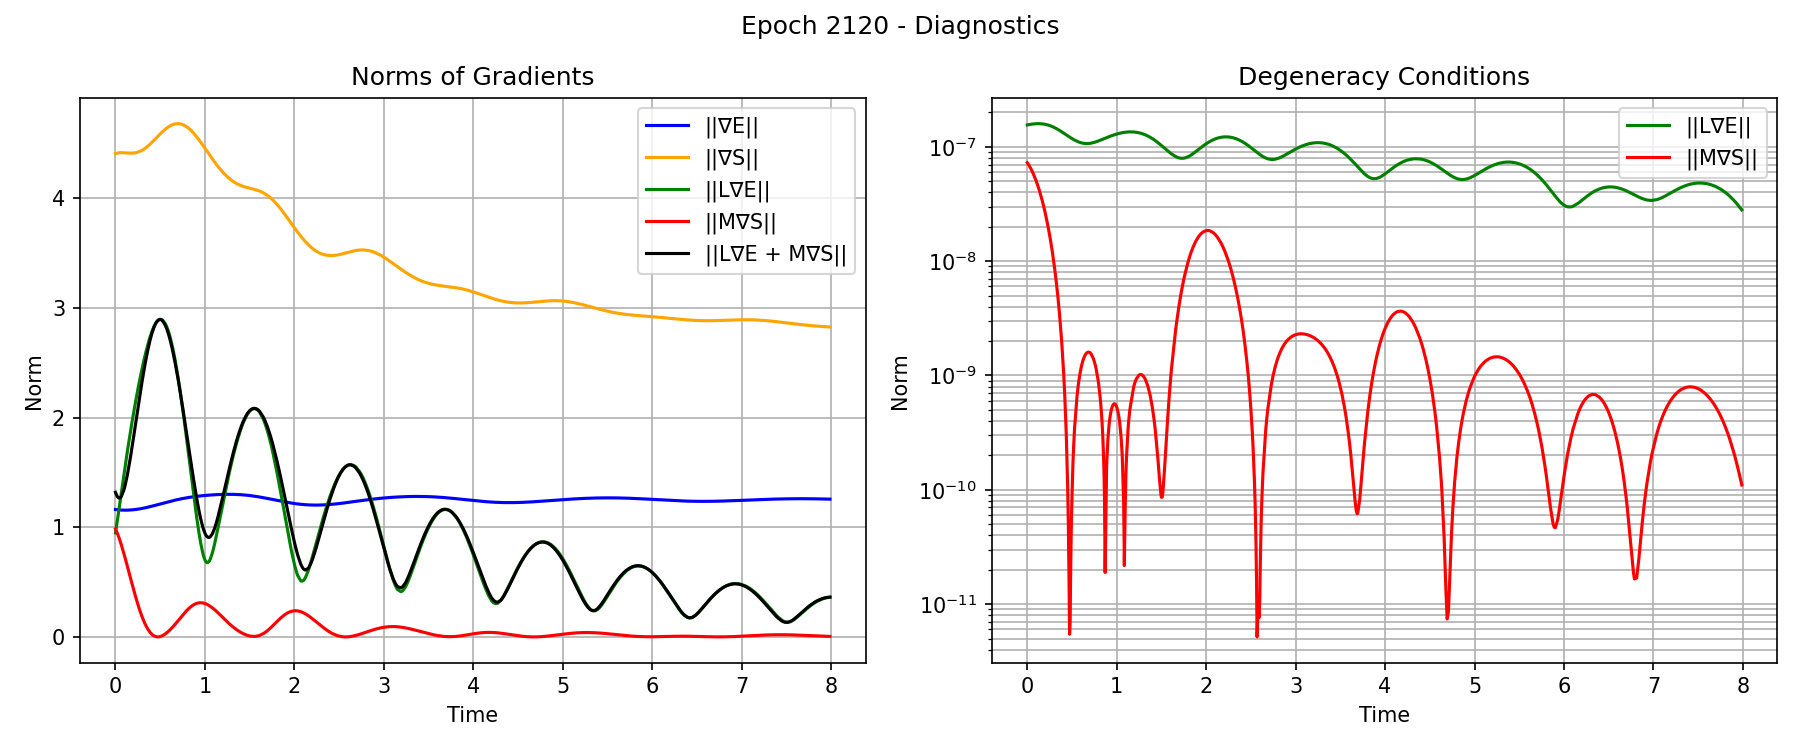 Epoch 2120 - Diagnostics
Norms of Gradients
Norm
4
3
2
1
0
0 1 2 3 4 5 6 7 8
Time
||∇E||
||∇S||
||L∇E||
||M∇S||
||L∇E + M∇S||
Degeneracy Conditions
Norm
10⁻⁷
10⁻⁸
10⁻⁹
10⁻¹⁰
10⁻¹¹
0 1 2 3 4 5 6 7 8
Time
||L∇E||
||M∇S||